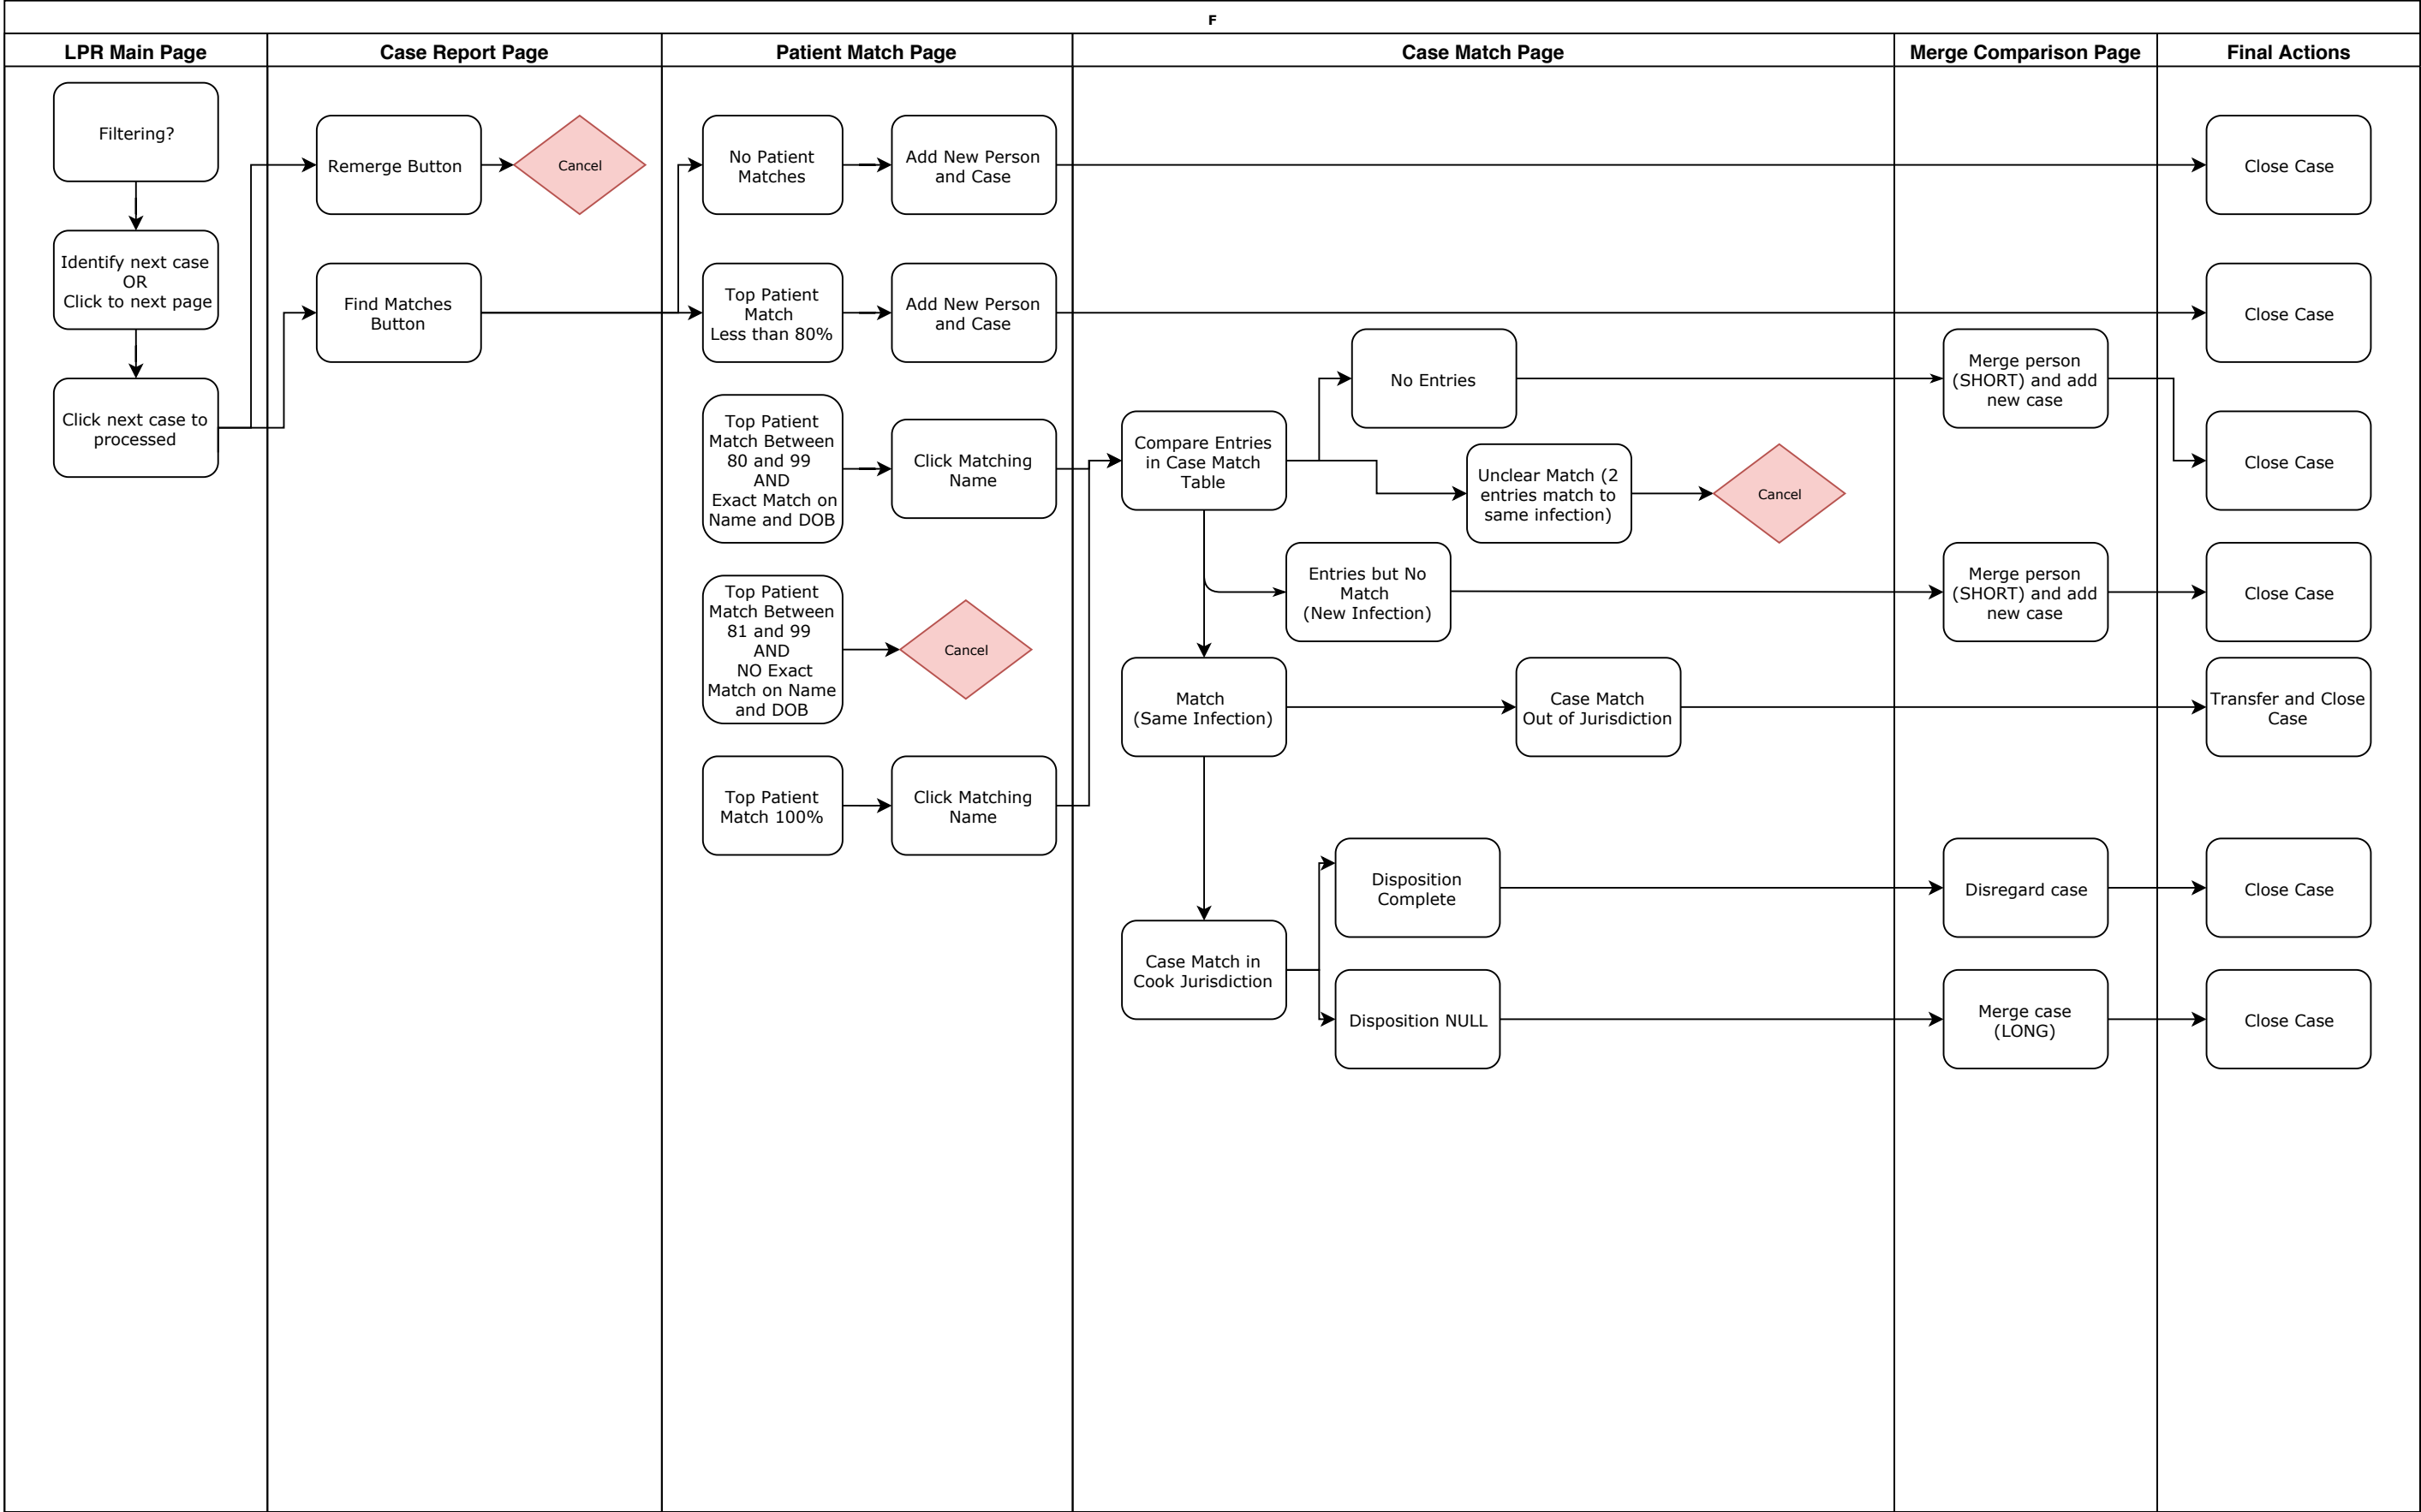 F
LPR Main Page
Case Report Page
Patient Match Page
Case Match Page
Merge Comparison Page
Final Actions
Filtering?
Identify next case
OR
Click to next page
Click next case to
processed
Remerge Button
Cancel
Find Matches
Button
No Patient
Matches
Add New Person
and Case
Top Patient
Match
Less than 80%
Add New Person
and Case
Top Patient
Match Between
80 and 99
AND
Exact Match on
Name and DOB
Click Matching
Name
Top Patient
Match Between
81 and 99
AND
NO Exact
Match on Name
and DOB
Cancel
Top Patient
Match 100%
Click Matching
Name
Compare Entries
in Case Match
Table
No Entries
Unclear Match (2
entries match to
same infection)
Cancel
Entries but No
Match
(New Infection)
Match
(Same Infection)
Case Match
Out of Jurisdiction
Case Match in
Cook Jurisdiction
Disposition
Complete
Disposition NULL
Merge person
(SHORT) and add
new case
Merge person
(SHORT) and add
new case
Disregard case
Merge case
(LONG)
Close Case
Close Case
Close Case
Close Case
Transfer and Close
Case
Close Case
Close Case